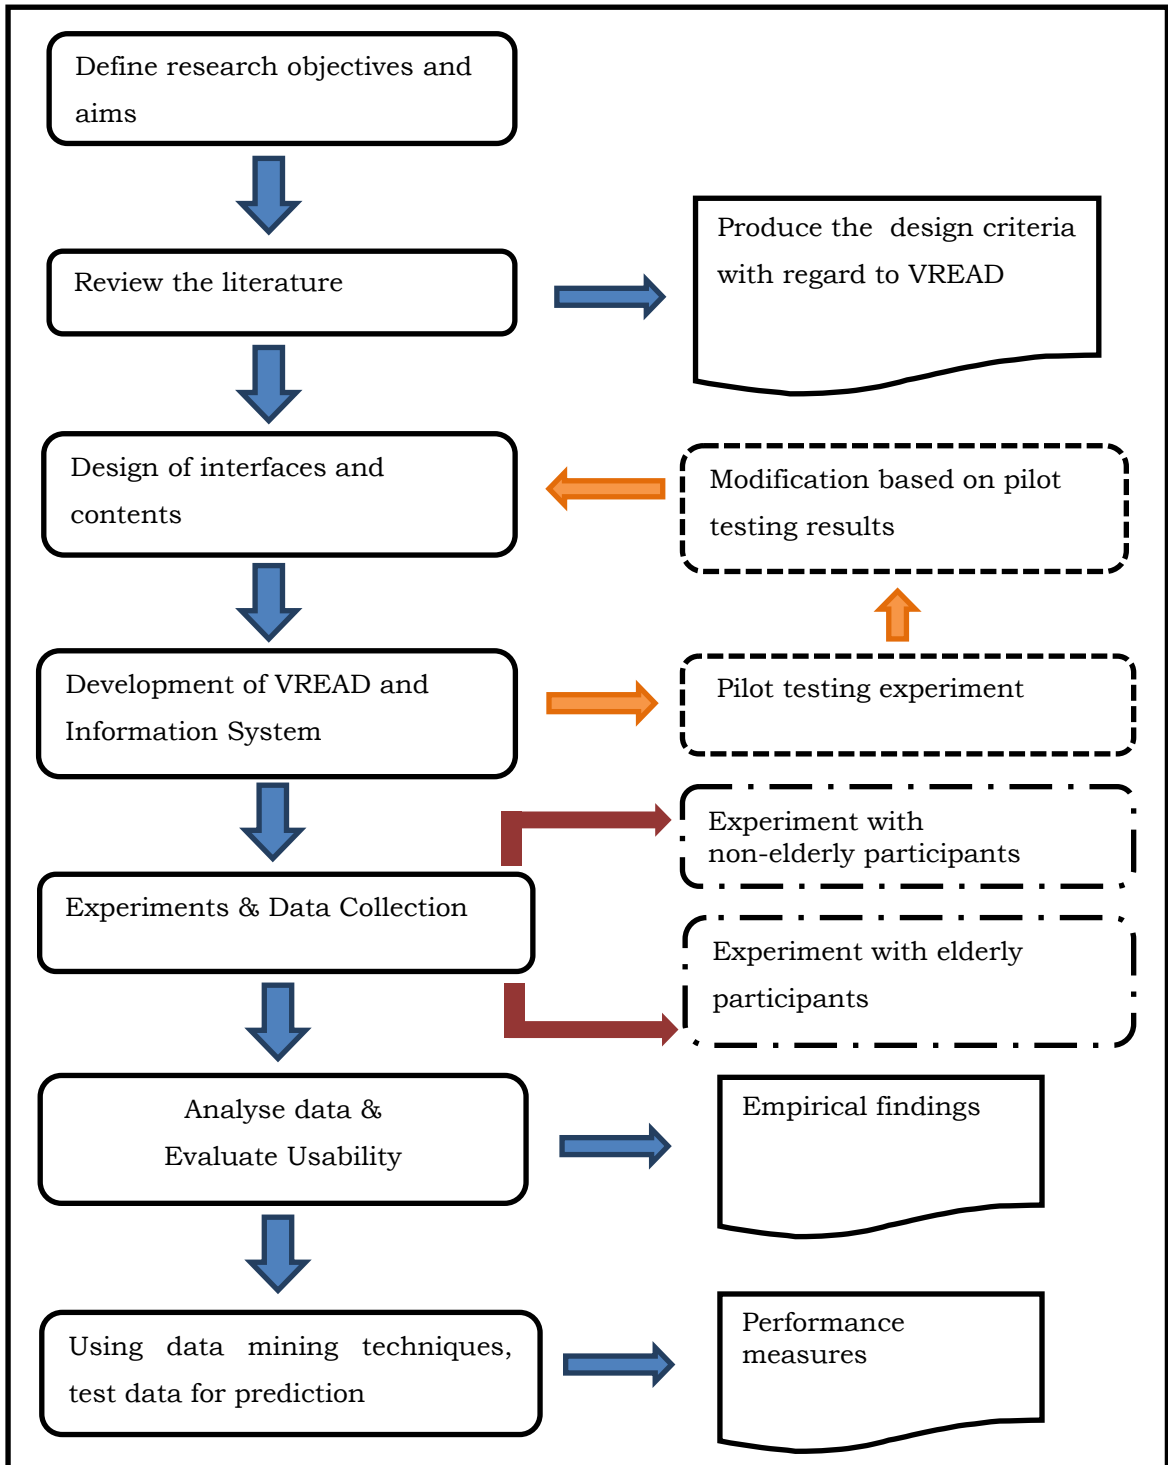 Define research objectives and
aims
Review the literature
Produce the design criteria
with regard to VREAD
Design of interfaces and
contents
Modification based on pilot
testing results
Development of VREAD and
Information System
Pilot testing experiment
Experiments & Data Collection
Experiment with
non-elderly participants
Experiment with elderly
participants
Analyse data &
Evaluate Usability
Empirical findings
Using data mining techniques,
test data for prediction
Performance
measures